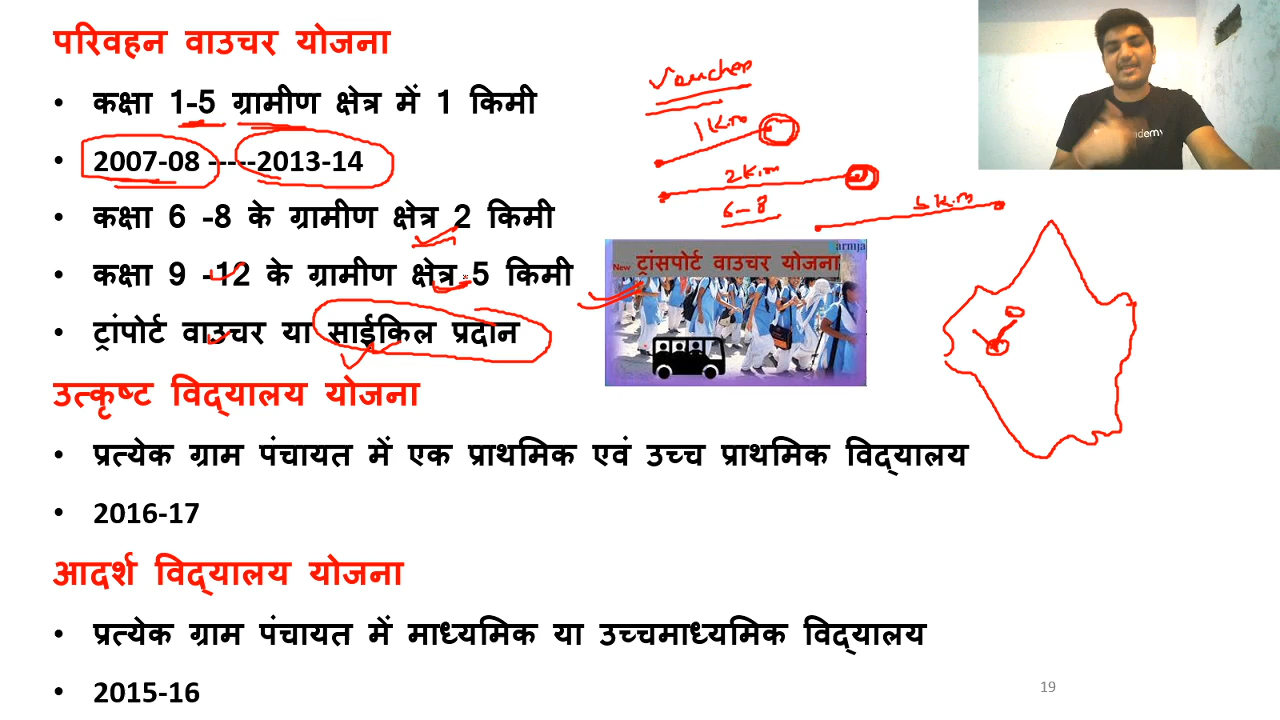 परिवहन वाउचर योजना
• कक्षा 1-5 ग्रामीण क्षेत्र में 1 किमी
• 2007-08 -----2013-14
• कक्षा 6 -8 के ग्रामीण क्षेत्र 2 किमी
• कक्षा 9 -12 के ग्रामीण क्षेत्र 5 किमी
• ट्रांपोर्ट वाउचर या साईकिल प्रदान
Voucher
1 K.m
2 K.m
6-8
armja
New ट्रांसपोर्ट वाउचर योजना
उत्कृष्ट विद्यालय योजना
• प्रत्येक ग्राम पंचायत में एक प्राथमिक एवं उच्च प्राथमिक विद्यालय
• 2016-17
आदर्श विद्यालय योजना
• प्रत्येक ग्राम पंचायत में माध्यमिक या उच्चमाध्यमिक विद्यालय
• 2015-16
19